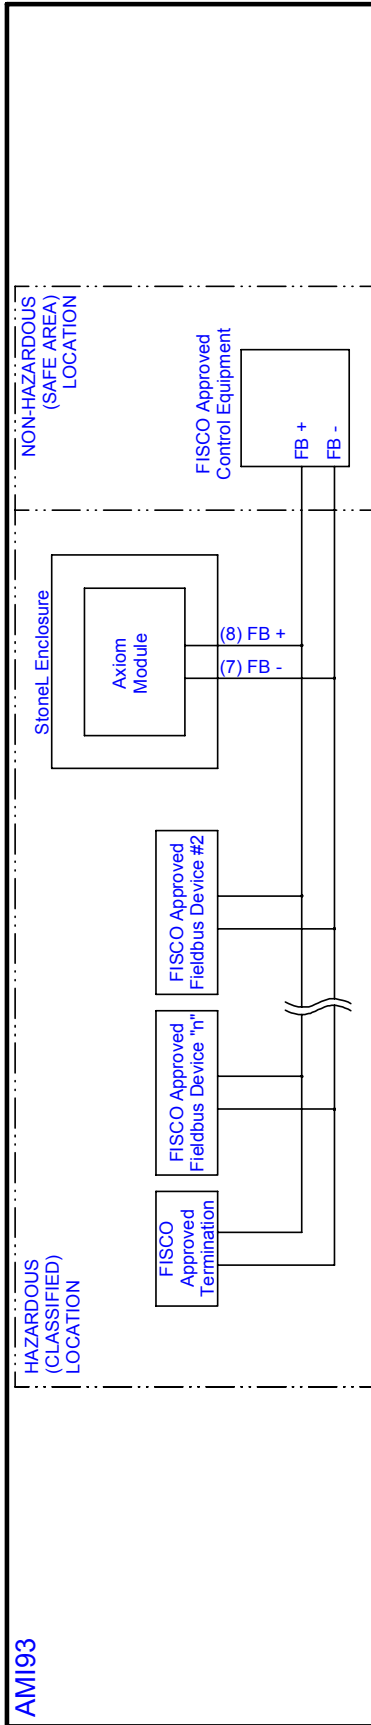 AMI93
HAZARDOUS
(CLASSIFIED)
LOCATION
NON-HAZARDOUS
(SAFE AREA)
LOCATION
FISCO
Approved
Termination
FISCO Approved
Fieldbus Device "n"
FISCO Approved
Fieldbus Device #2
StoneL Enclosure
Axiom
Module
(8) FB +
(7) FB -
FISCO Approved
Control Equipment
FB +
FB -